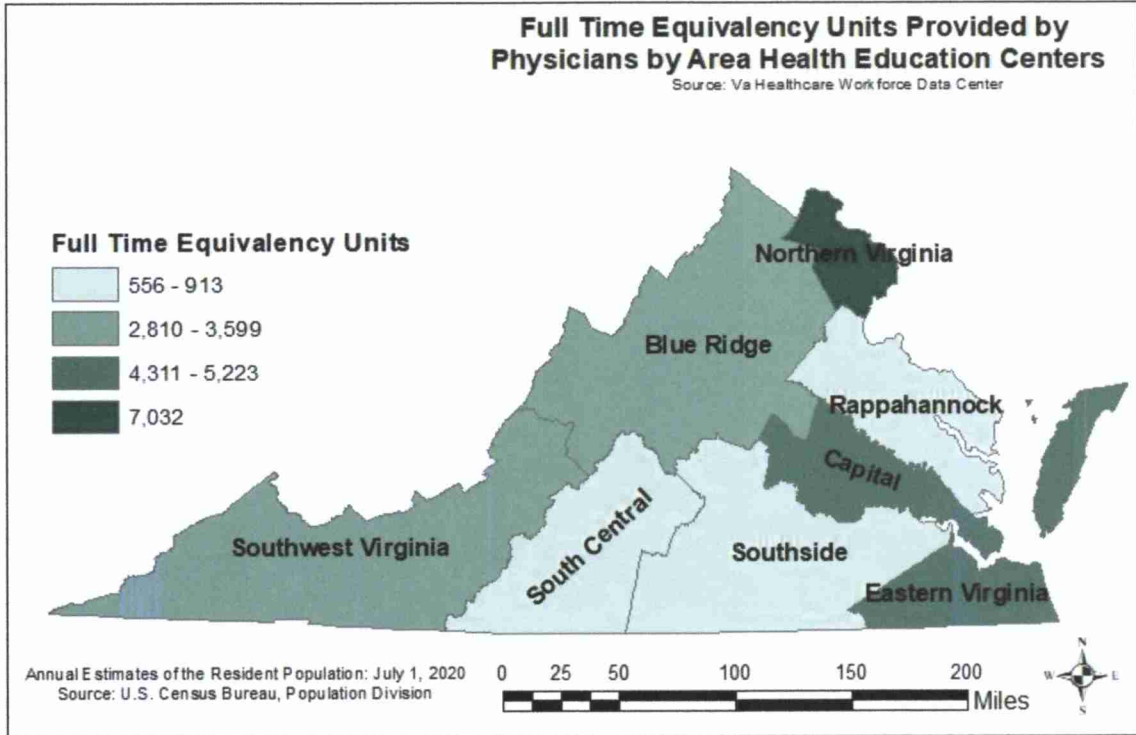 Full Time Equivalency Units Provided by
Physicians by Area Health Education Centers
Source: Va Healthcare Workforce Data Center
Full Time Equivalency Units
556 - 913
2,810 - 3,599
4,311 - 5,223
7,032
Northern Virginia
Blue Ridge
Rappahannock
Capital
Southwest Virginia
South Central
Southside
Eastern Virginia
Annual Estimates of the Resident Population: July 1, 2020
Source: U.S. Census Bureau, Population Division
0 25 50 100 150 200
Miles
N
W E
S